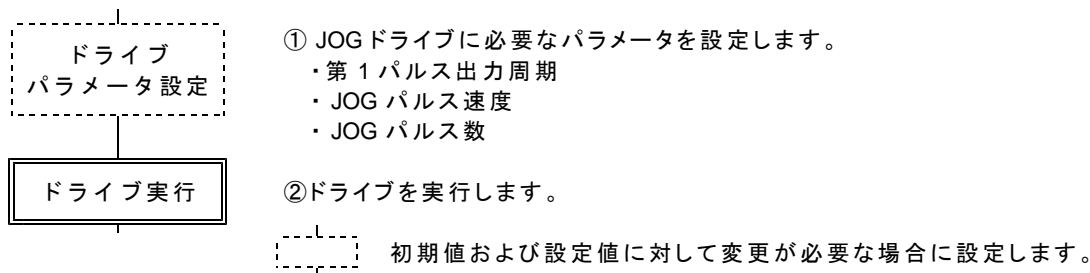 ドライブ
パラメータ設定
① JOGドライブに必要なパラメータを設定します。
・第1パルス出力周期
・JOG パルス速度
・JOG パルス数
ドライブ実行
②ドライブを実行します。
初期値および設定値に対して変更が必要な場合に設定します。